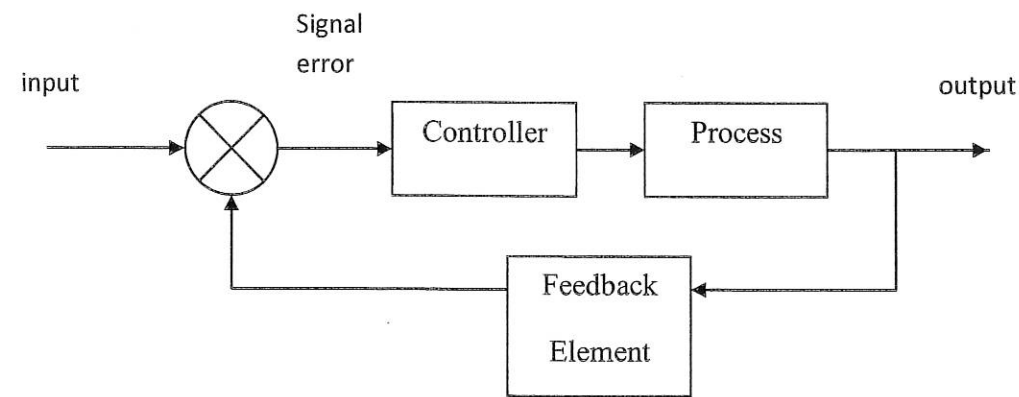 Signal
error
input
output
Controller
Process
Feedback
Element